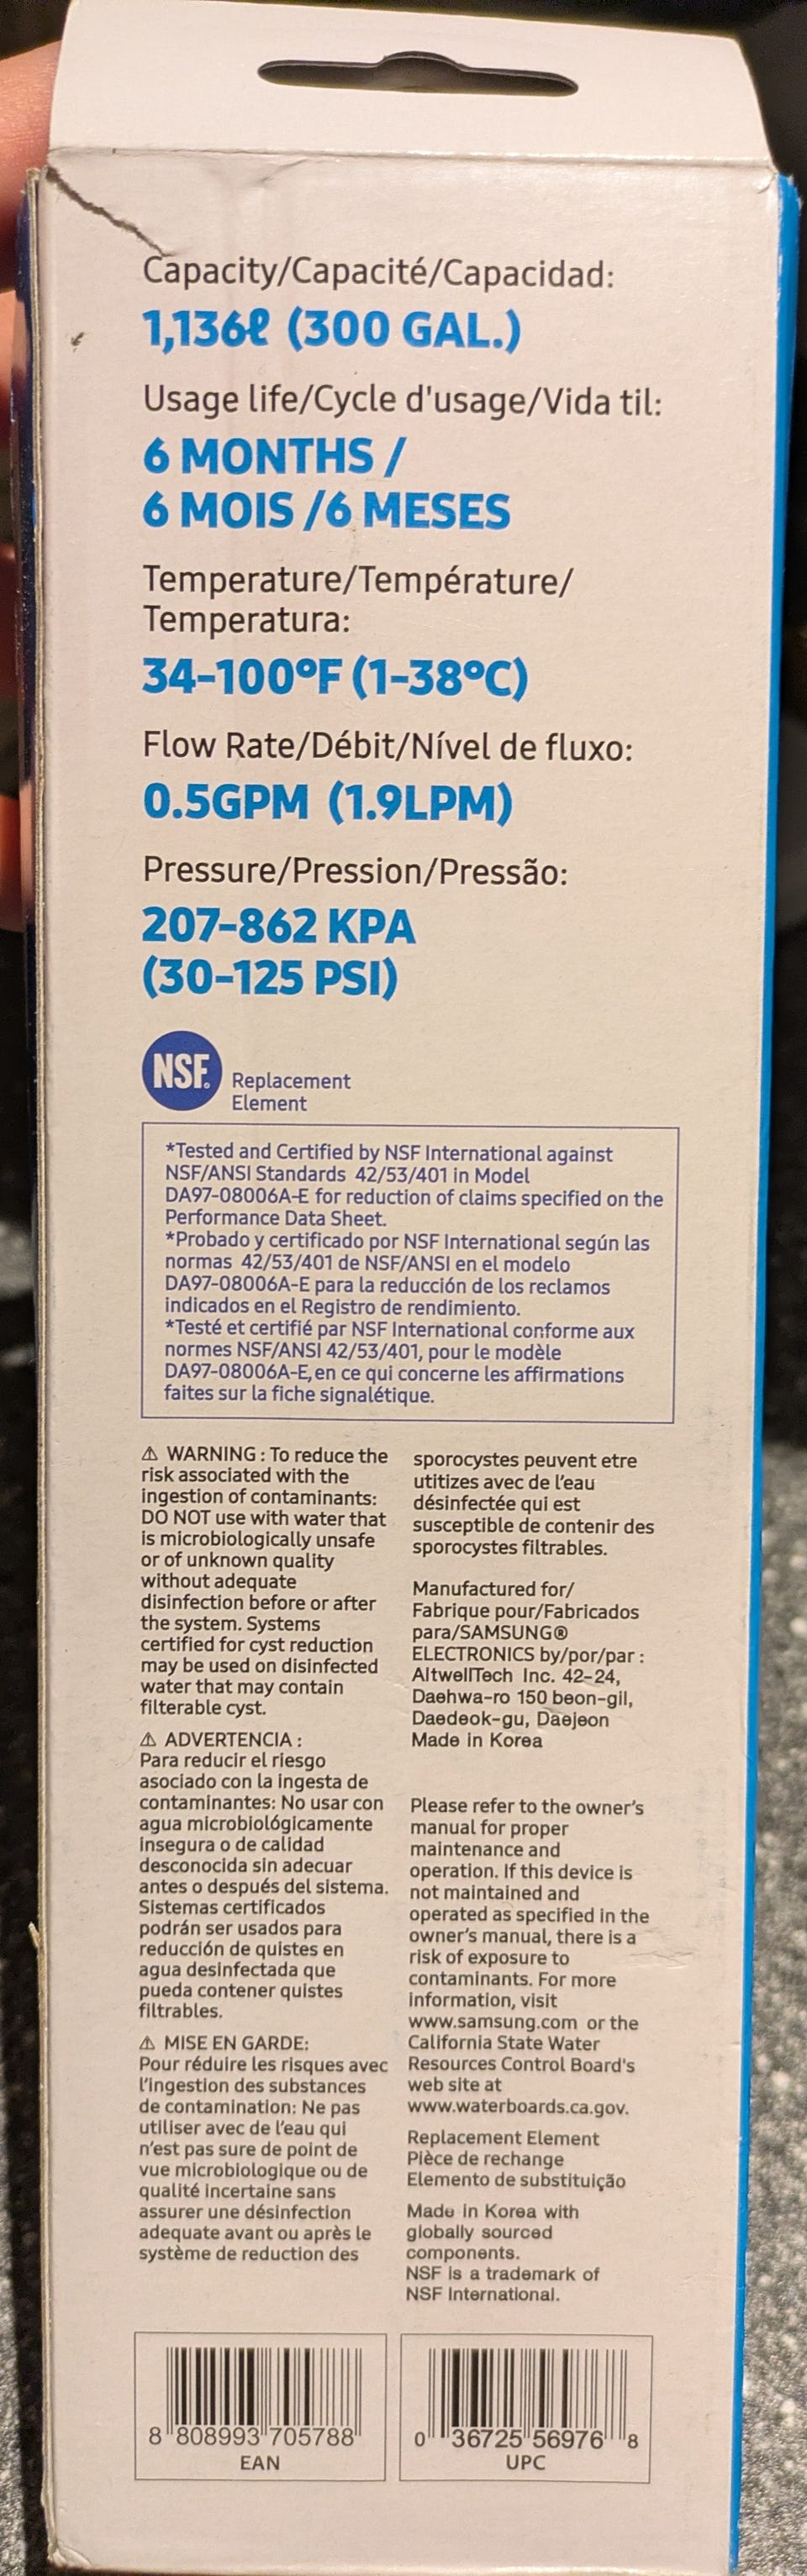 Capacity/Capacité/Capacidad:
1,136ℓ (300 GAL.)
Usage life/Cycle d'usage/Vida til:
6 MONTHS /
6 MOIS /6 MESES
Temperature/Température/
Temperatura:
34-100°F (1-38°C)
Flow Rate/Débit/Nível de fluxo:
0.5GPM (1.9LPM)
Pressure/Pression/Pressão:
207-862 KPA
(30-125 PSI)
NSF®
Replacement
Element
*Tested and Certified by NSF International against
NSF/ANSI Standards 42/53/401 in Model
DA97-08006A-E for reduction of claims specified on the
Performance Data Sheet.
*Probado y certificado por NSF International según las
normas 42/53/401 de NSF/ANSI en el modelo
DA97-08006A-E para la reducción de los reclamos
indicados en el Registro de rendimiento.
*Testé et certifié par NSF International conforme aux
normes NSF/ANSI 42/53/401, pour le modèle
DA97-08006A-E, en ce qui concerne les affirmations
faites sur la fiche signalétique.
⚠ WARNING : To reduce the
risk associated with the
ingestion of contaminants:
DO NOT use with water that
is microbiologically unsafe
or of unknown quality
without adequate
disinfection before or after
the system. Systems
certified for cyst reduction
may be used on disinfected
water that may contain
filterable cyst.
⚠ ADVERTENCIA :
Para reducir el riesgo
asociado con la ingesta de
contaminantes: No usar con
agua microbiológicamente
insegura o de calidad
desconocida sin adecuar
antes o después del sistema.
Sistemas certificados
podrán ser usados para
reducción de quistes en
agua desinfectada que
pueda contener quistes
filtrables.
⚠ MISE EN GARDE:
Pour réduire les risques avec
l'ingestion des substances
de contamination: Ne pas
utiliser avec de l'eau qui
n'est pas sure de point de
vue microbiologique ou de
qualité incertaine sans
assurer une désinfection
adequate avant ou après le
système de reduction des
sporocystes peuvent etre
utitizes avec de l'eau
désinfectée qui est
susceptible de contenir des
sporocystes filtrables.
Manufactured for/
Fabrique pour/Fabricados
para/SAMSUNG®
ELECTRONICS by/por/par :
AltwellTech Inc. 42-24,
Daehwa-ro 150 beon-gil,
Daedeok-gu, Daejeon
Made in Korea
Please refer to the owner's
manual for proper
maintenance and
operation. If this device is
not maintained and
operated as specified in the
owner's manual, there is a
risk of exposure to
contaminants. For more
information, visit
www.samsung.com or the
California State Water
Resources Control Board's
web site at
www.waterboards.ca.gov.
Replacement Element
Pièce de rechange
Elemento de substituição
Made in Korea with
globally sourced
components.
NSF is a trademark of
NSF International.
8 808993 705788
EAN
0 36725 56976 8
UPC